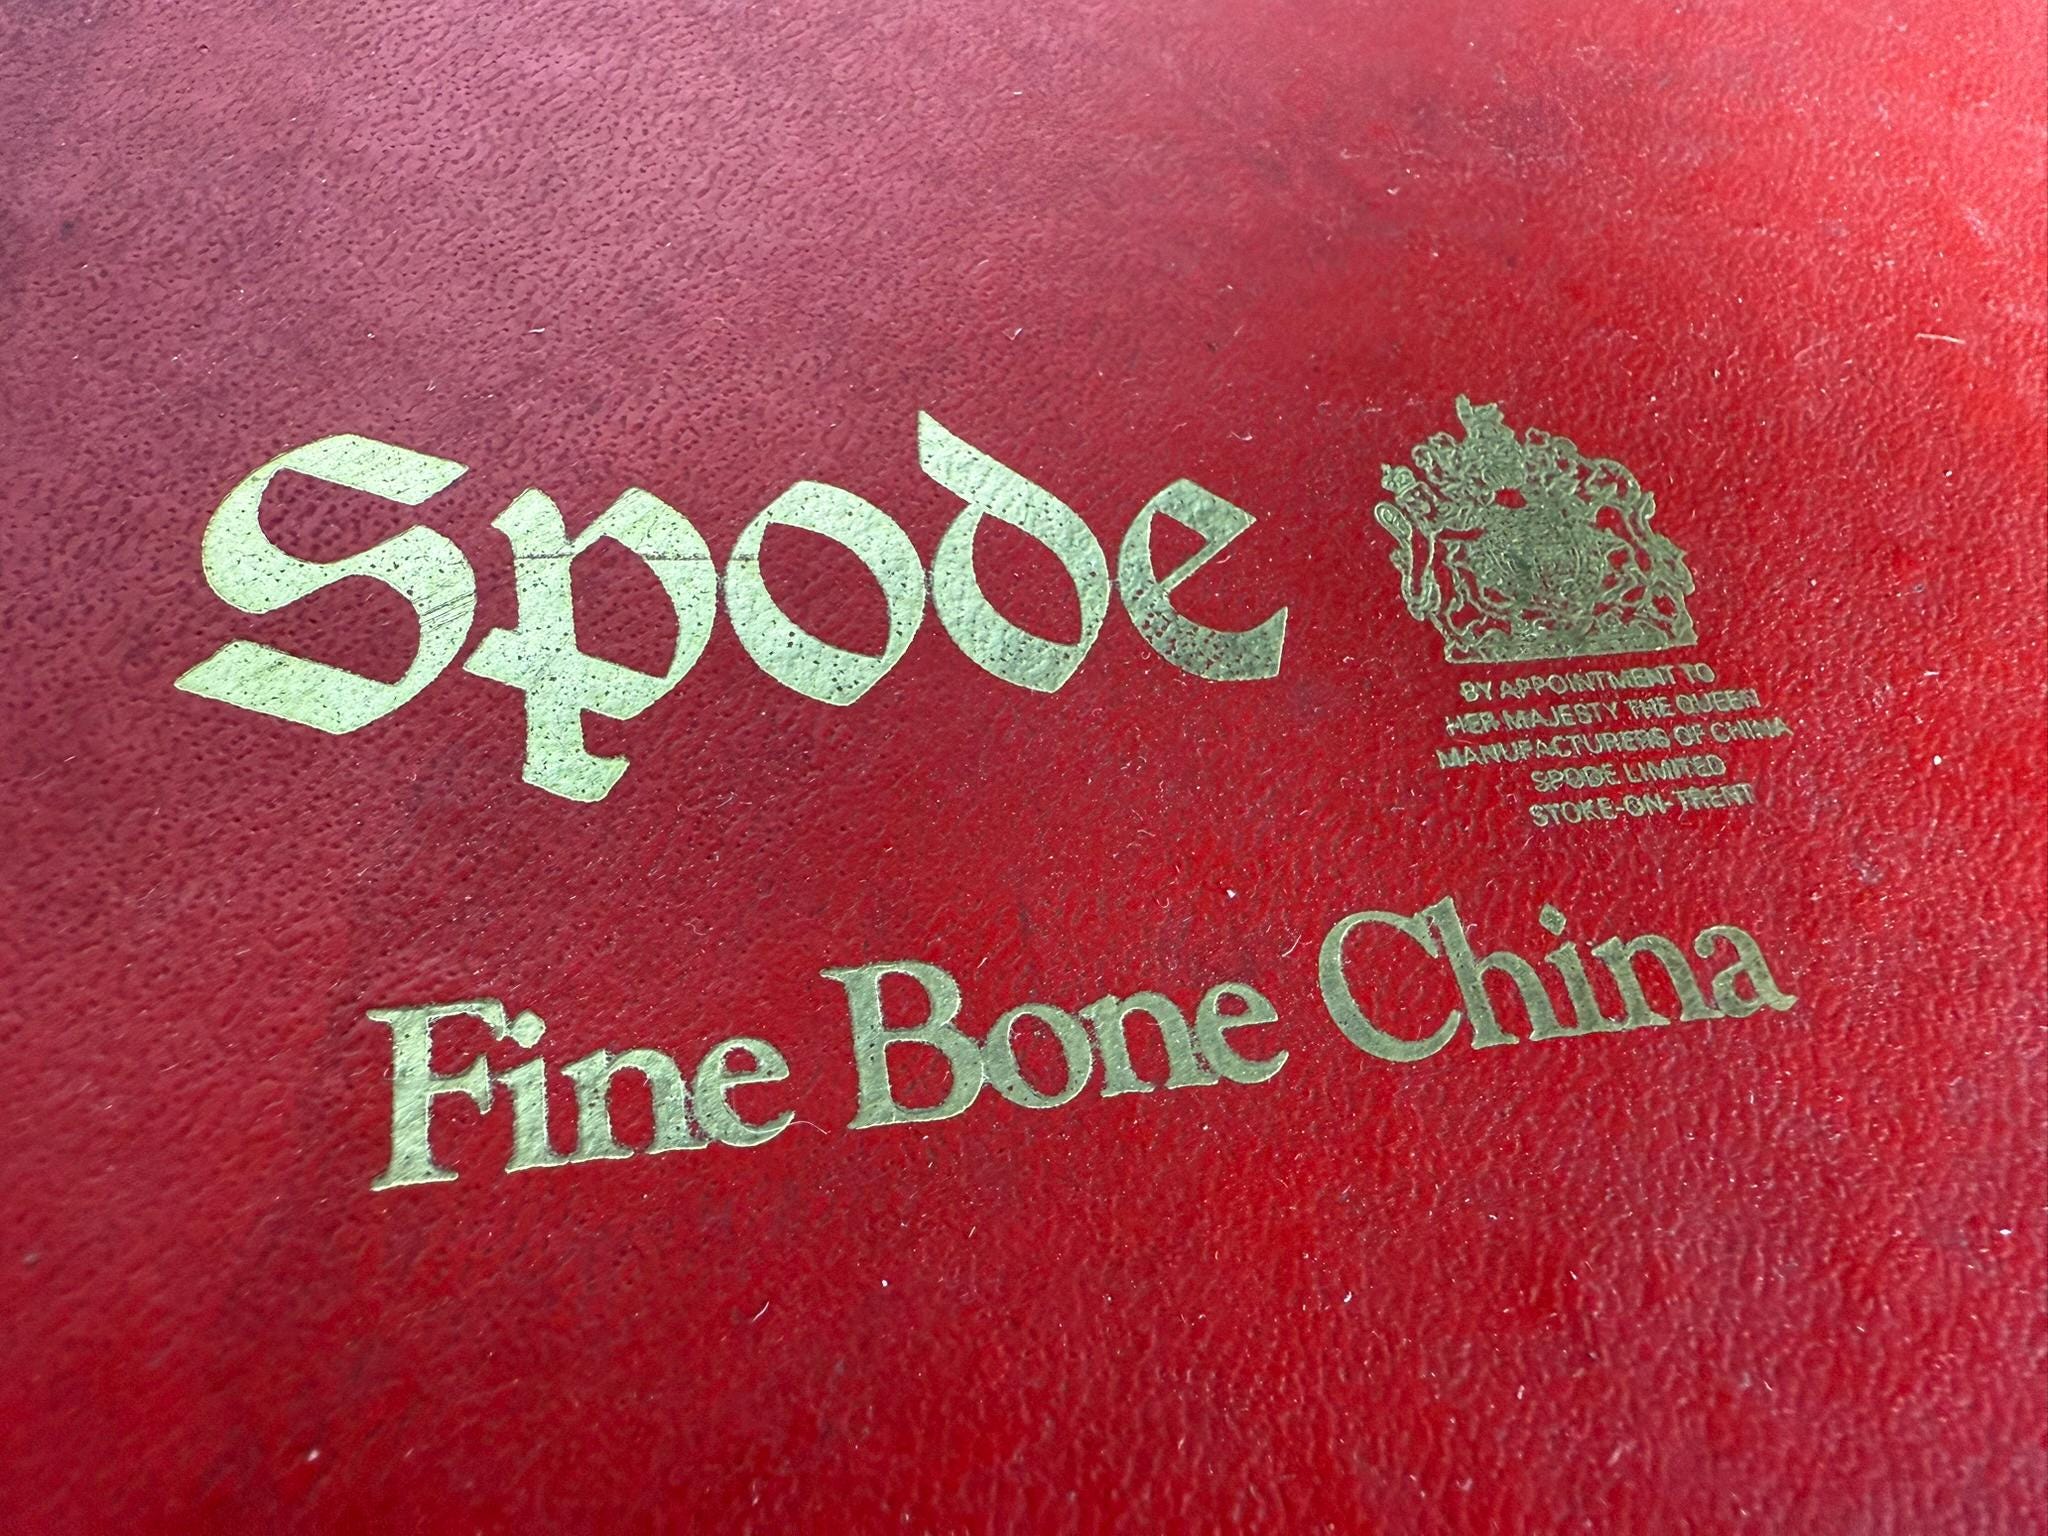 Spode
BY APPOINTMENT TO
HER MAJESTY THE QUEEN
MANUFACTURERS OF CHINA
SPODE LIMITED
STOKE-ON-TRENT
Fine Bone China